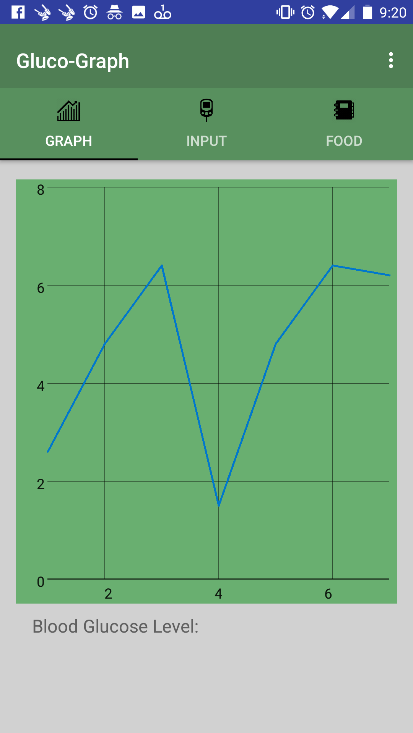 9:20
Gluco-Graph
GRAPH INPUT FOOD
8
6
4
2
0
2 4 6
Blood Glucose Level: